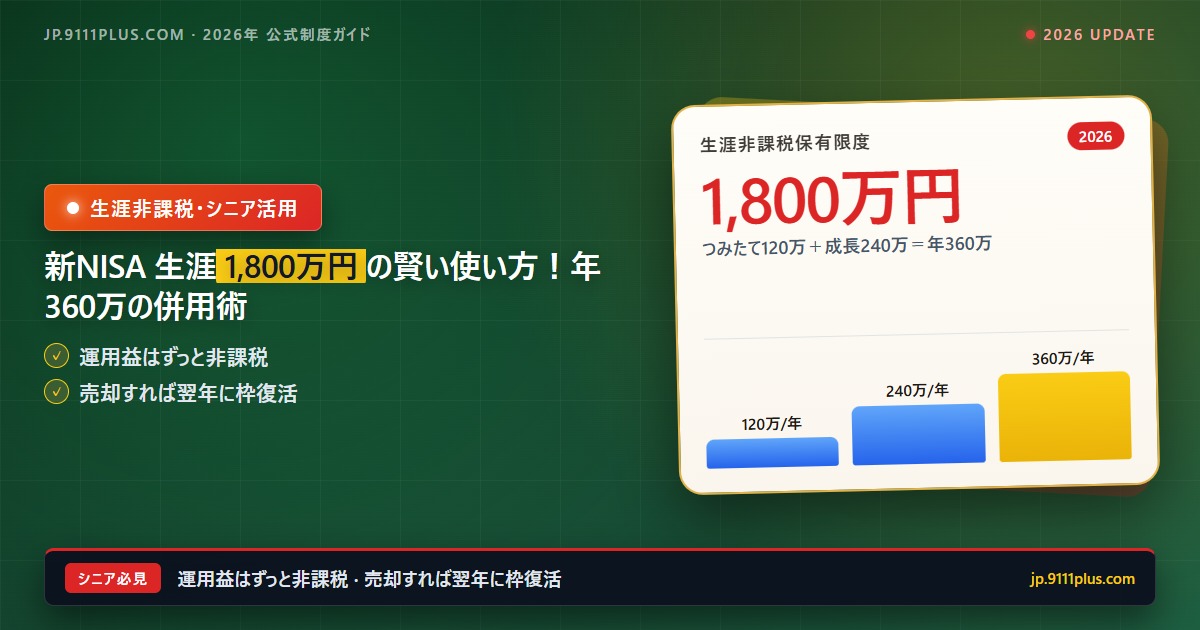 JP.9111PLUS.COM · 2026年 公式制度ガイド
2026 UPDATE
生涯非課税・シニア活用
新NISA 生涯 1,800万円 の賢い使い方！年
360万の併用術
運用益はずっと非課税
売却すれば翌年に枠復活
生涯非課税保有限度
2026
1,800万円
つみたて120万＋成長240万＝年360万
120万/年
240万/年
360万/年
シニア必見
運用益はずっと非課税 · 売却すれば翌年に枠復活
jp.9111plus.com